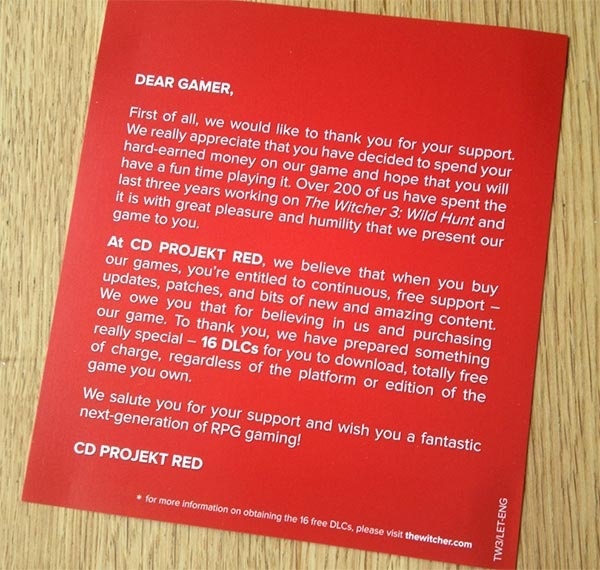 DEAR GAMER,
First of all, we would like to thank you for your support.
We really appreciate that you have decided to spend your
hard-earned money on our game and hope that you will
have a fun time playing it. Over 200 of us have spent the
last three years working on The Witcher 3: Wild Hunt and
it is with great pleasure and humility that we present our
game to you.
At CD PROJEKT RED, we believe that when you buy
our games, you're entitled to continuous, free support –
updates, patches, and bits of new and amazing content.
We owe you that for believing in us and purchasing
our game. To thank you, we have prepared something
really special – 16 DLCs for you to download, totally free
of charge, regardless of the platform or edition of the
game you own.
We salute you for your support and wish you a fantastic
next-generation of RPG gaming!
CD PROJEKT RED
* for more information on obtaining the 16 free DLCs, please visit thewitcher.com
TW3/LET-ENG